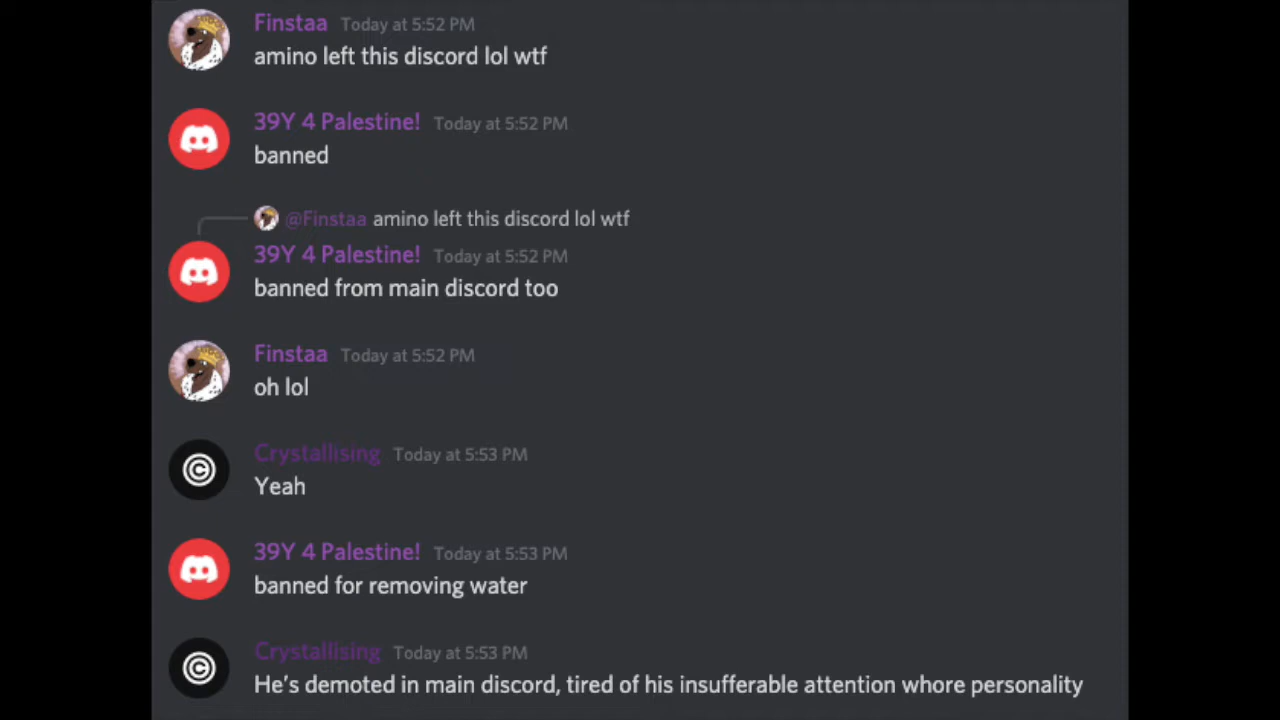 Finstaa Today at 5:52 PM
amino left this discord lol wtf
39Y 4 Palestine! Today at 5:52 PM
banned
@Finstaa amino left this discord lol wtf
39Y 4 Palestine! Today at 5:52 PM
banned from main discord too
Finstaa Today at 5:52 PM
oh lol
Crystallising Today at 5:53 PM
Yeah
39Y 4 Palestine! Today at 5:53 PM
banned for removing water
Crystallising Today at 5:53 PM
He's demoted in main discord, tired of his insufferable attention whore personality